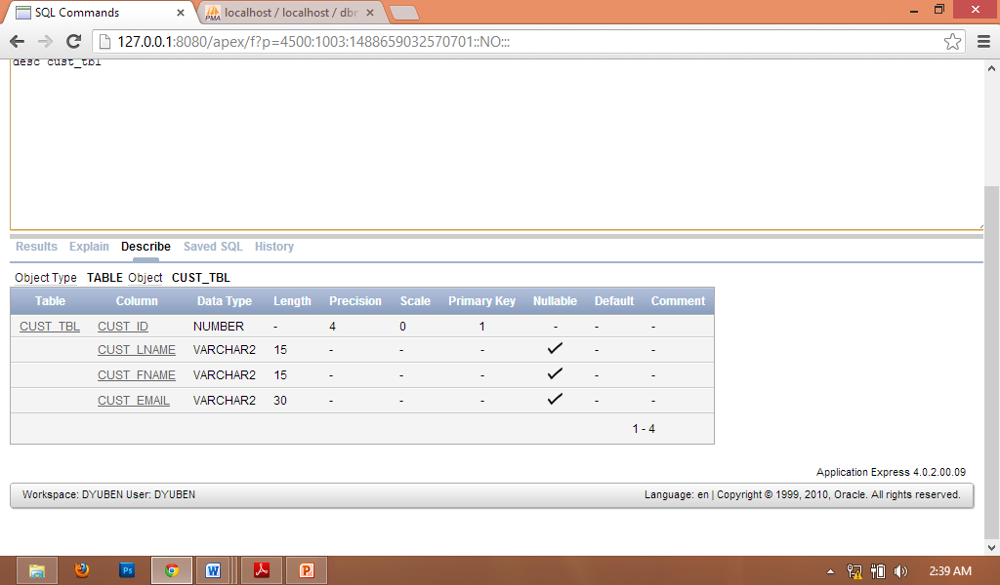 SQL Commands
localhost / localhost / dbr
127.0.0.1:8080/apex/f?p=4500:1003:1488659032570701::NO:::
desc cust_tbl
Results Explain Describe Saved SQL History
Object Type TABLE Object CUST_TBL
Table Column Data Type Length Precision Scale Primary Key Nullable Default Comment
CUST_TBL CUST_ID NUMBER - 4 0 1 - - -
CUST_LNAME VARCHAR2 15 - - - ✓ - -
CUST_FNAME VARCHAR2 15 - - - ✓ - -
CUST_EMAIL VARCHAR2 30 - - - ✓ - -
1 - 4
Application Express 4.0.2.00.09
Workspace: DYUBEN User: DYUBEN Language: en | Copyright © 1999, 2010, Oracle. All rights reserved.
Ps W P 2:39 AM